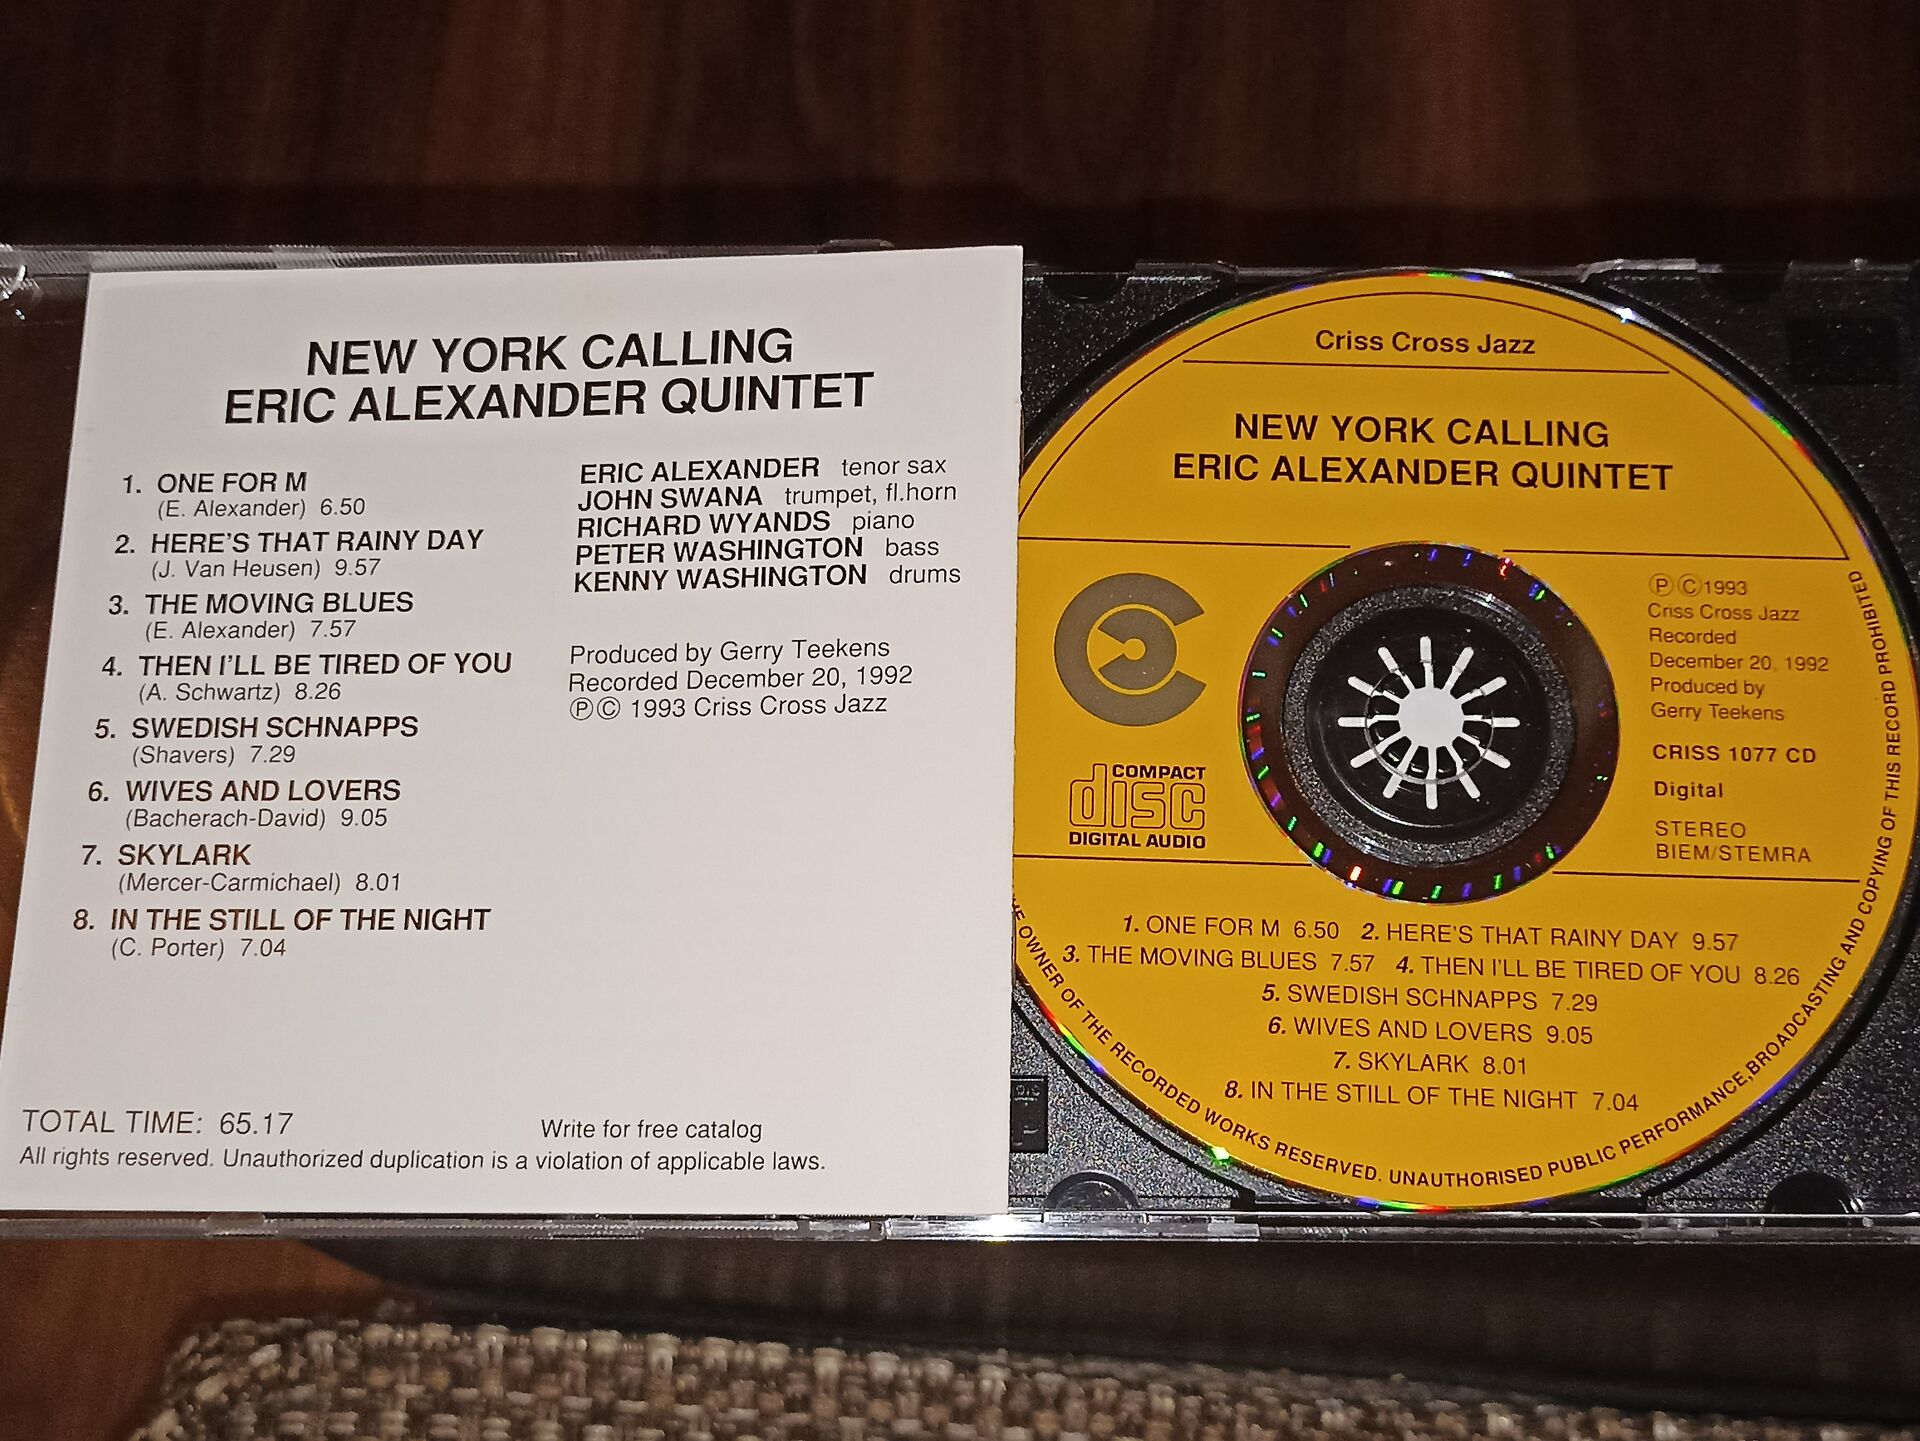 NEW YORK CALLING
ERIC ALEXANDER QUINTET
1. ONE FOR M
(E. Alexander) 6.50
2. HERE'S THAT RAINY DAY
(J. Van Heusen) 9.57
3. THE MOVING BLUES
(E. Alexander) 7.57
4. THEN I'LL BE TIRED OF YOU
(A. Schwartz) 8.26
5. SWEDISH SCHNAPPS
(Shavers) 7.29
6. WIVES AND LOVERS
(Bacherach-David) 9.05
7. SKYLARK
(Mercer-Carmichael) 8.01
8. IN THE STILL OF THE NIGHT
(C. Porter) 7.04
ERIC ALEXANDER tenor sax
JOHN SWANA trumpet, fl.horn
RICHARD WYANDS piano
PETER WASHINGTON bass
KENNY WASHINGTON drums
Produced by Gerry Teekens
Recorded December 20, 1992
Ⓟ© 1993 Criss Cross Jazz
TOTAL TIME: 65.17
Write for free catalog
All rights reserved. Unauthorized duplication is a violation of applicable laws.
Criss Cross Jazz
NEW YORK CALLING
ERIC ALEXANDER QUINTET
Ⓟ©1993
Criss Cross Jazz
Recorded
December 20, 1992
Produced by
Gerry Teekens
CRISS 1077 CD
Digital
STEREO
BIEM/STEMRA
COMPACT
disc
DIGITAL AUDIO
1. ONE FOR M 6.50 2. HERE'S THAT RAINY DAY 9.57
3. THE MOVING BLUES 7.57 4. THEN I'LL BE TIRED OF YOU 8.26
5. SWEDISH SCHNAPPS 7.29
6. WIVES AND LOVERS 9.05
7. SKYLARK 8.01
8. IN THE STILL OF THE NIGHT 7.04
OWNER OF THE RECORDED WORKS RESERVED. UNAUTHORISED PUBLIC PERFORMANCE, BROADCASTING AND COPYING OF THIS RECORD PROHIBITED